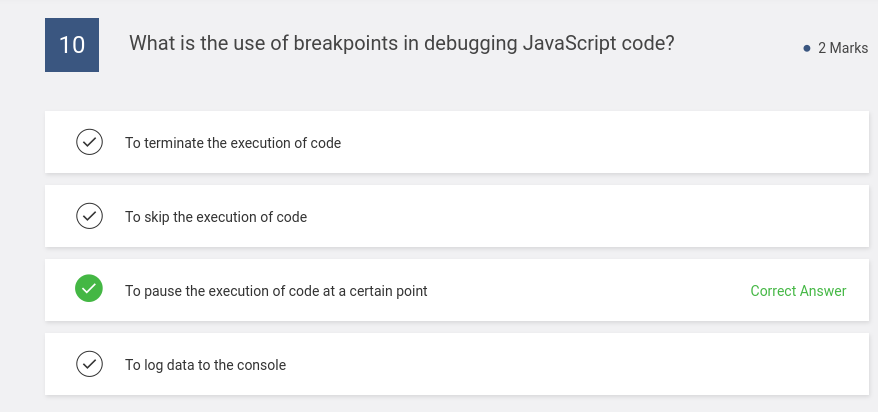 10
What is the use of breakpoints in debugging JavaScript code?
2 Marks
To terminate the execution of code
To skip the execution of code
To pause the execution of code at a certain point
Correct Answer
To log data to the console